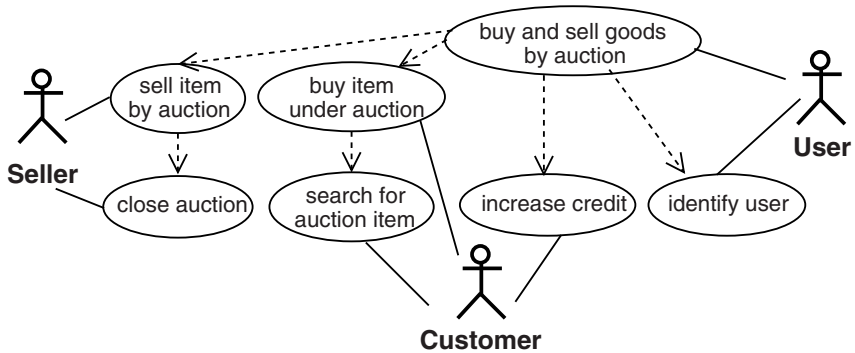 buy and sell goods
by auction
sell item
by auction
buy item
under auction
User
Seller
close auction
search for
auction item
increase credit
identify user
Customer